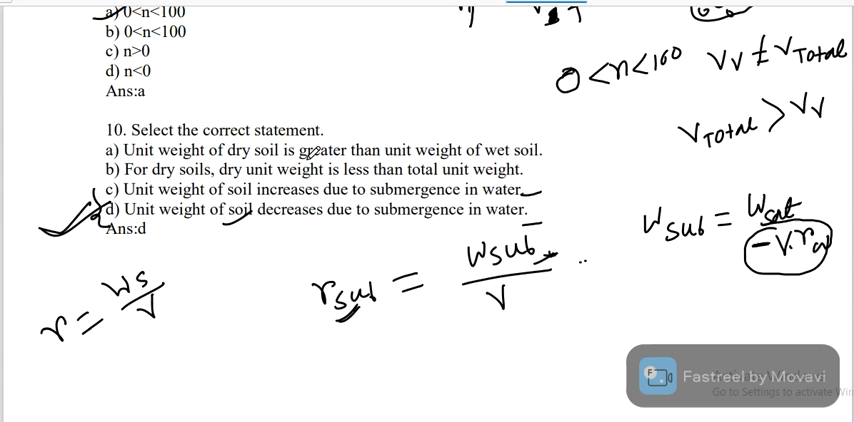 a) 0<n<100
b) 0<n<100
c) n>0
d) n<0
Ans:a
0<n<100 Vv ≠ VTotal
VTotal > Vv
10. Select the correct statement.
a) Unit weight of dry soil is greater than unit weight of wet soil.
b) For dry soils, dry unit weight is less than total unit weight.
c) Unit weight of soil increases due to submergence in water.
d) Unit weight of soil decreases due to submergence in water.
Ans:d
Wsub = Wsat
- V.rω
r = Ws/V
rsub = Wsub/V
Fastreel by Movavi
Go to Settings to activate Win